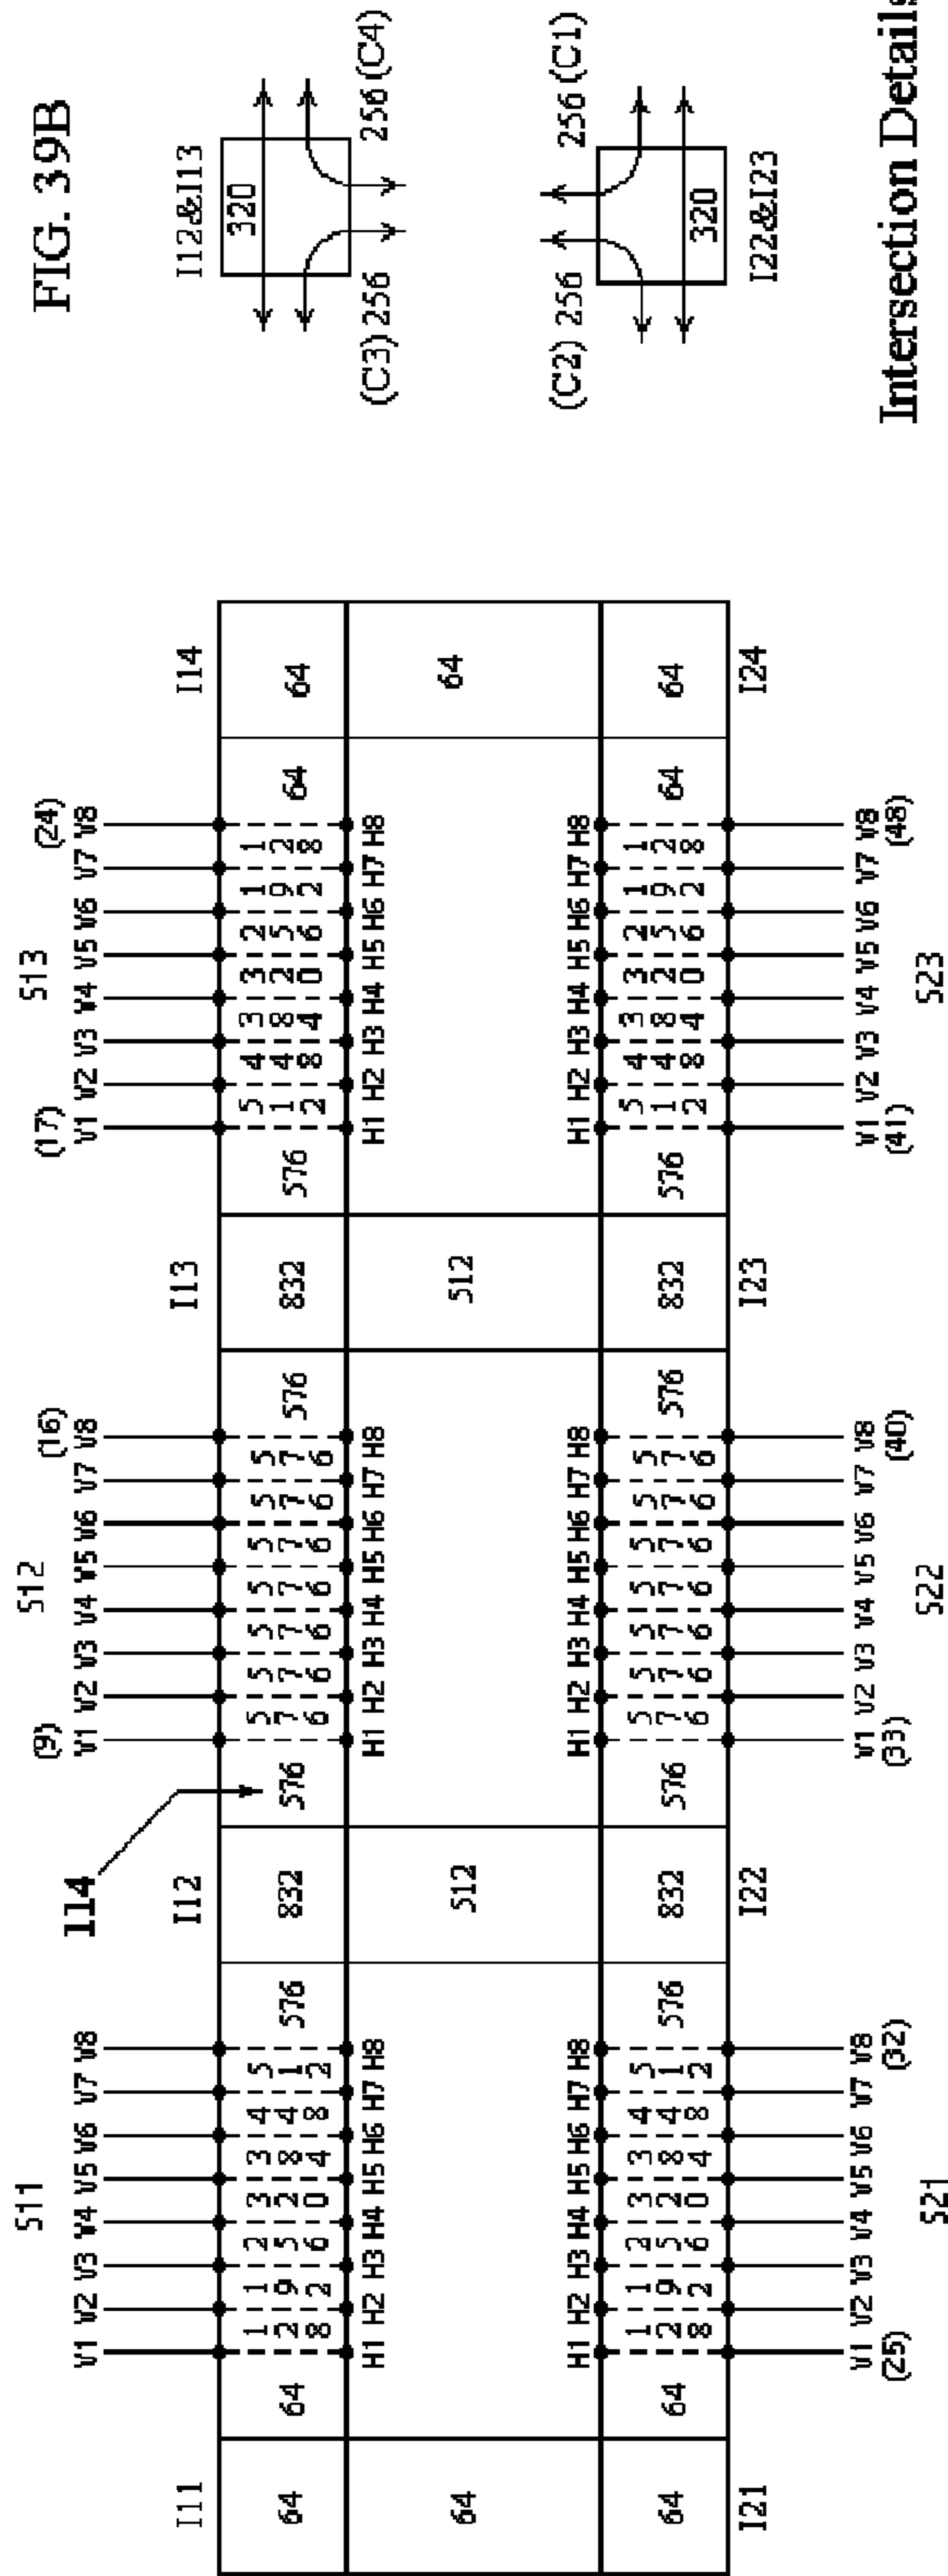 FIG. 39B
S11 S12 S13
(9) (16) (17) (24)
V1 V2 V3 V4 V5 V6 V7 V8 V1 V2 V3 V4 V5 V6 V7 V8 V1 V2 V3 V4 V5 V6 V7 V8
114
I11 I12 I13 I14
64 64 128 192 256 320 384 448 512 576 832 576 576 576 576 576 576 576 576 576 832 576 512 448 384 320 256 192 128 64 64
H1 H2 H3 H4 H5 H6 H7 H8 H1 H2 H3 H4 H5 H6 H7 H8 H1 H2 H3 H4 H5 H6 H7 H8
64 512 512 64
H1 H2 H3 H4 H5 H6 H7 H8 H1 H2 H3 H4 H5 H6 H7 H8 H1 H2 H3 H4 H5 H6 H7 H8
64 64 128 192 256 320 384 448 512 576 832 576 576 576 576 576 576 576 576 576 832 576 512 448 384 320 256 192 128 64 64
I21 I22 I23 I24
V1 V2 V3 V4 V5 V6 V7 V8 V1 V2 V3 V4 V5 V6 V7 V8 V1 V2 V3 V4 V5 V6 V7 V8
(25) (32) (33) (40) (41) (48)
S21 S22 S23
I12&I13
320
(C3) 256 256 (C4)
(C2) 256 256 (C1)
320
I22&I23
Intersection Details